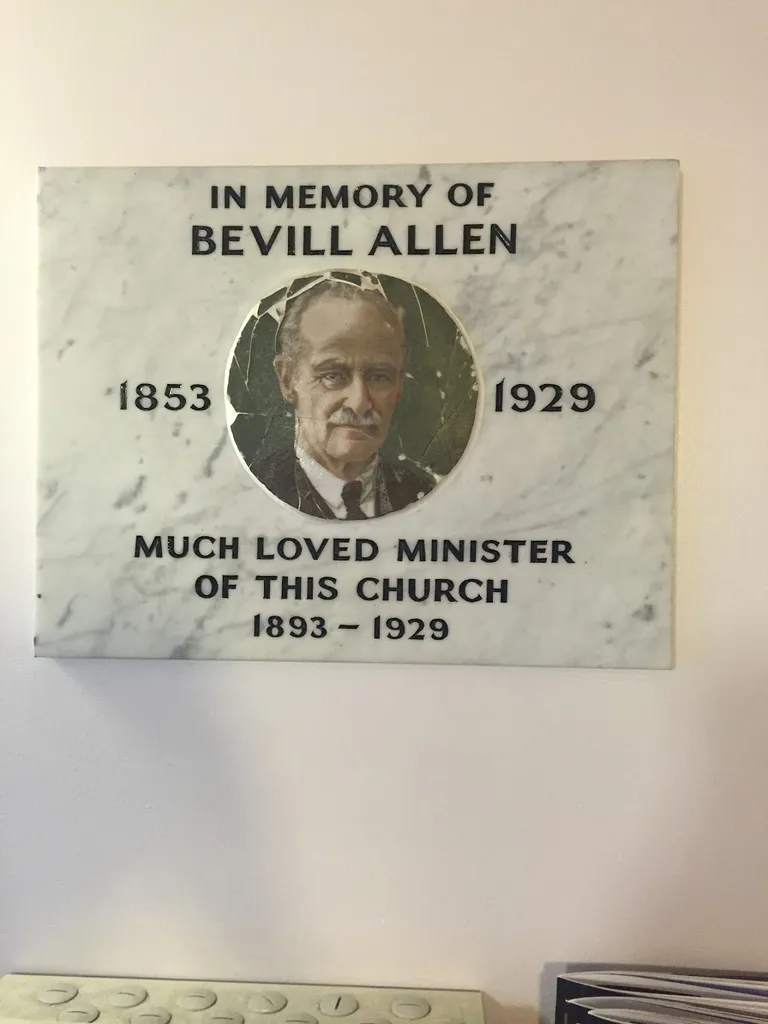 IN MEMORY OF
BEVILL ALLEN
1853 1929
MUCH LOVED MINISTER
OF THIS CHURCH
1893 – 1929